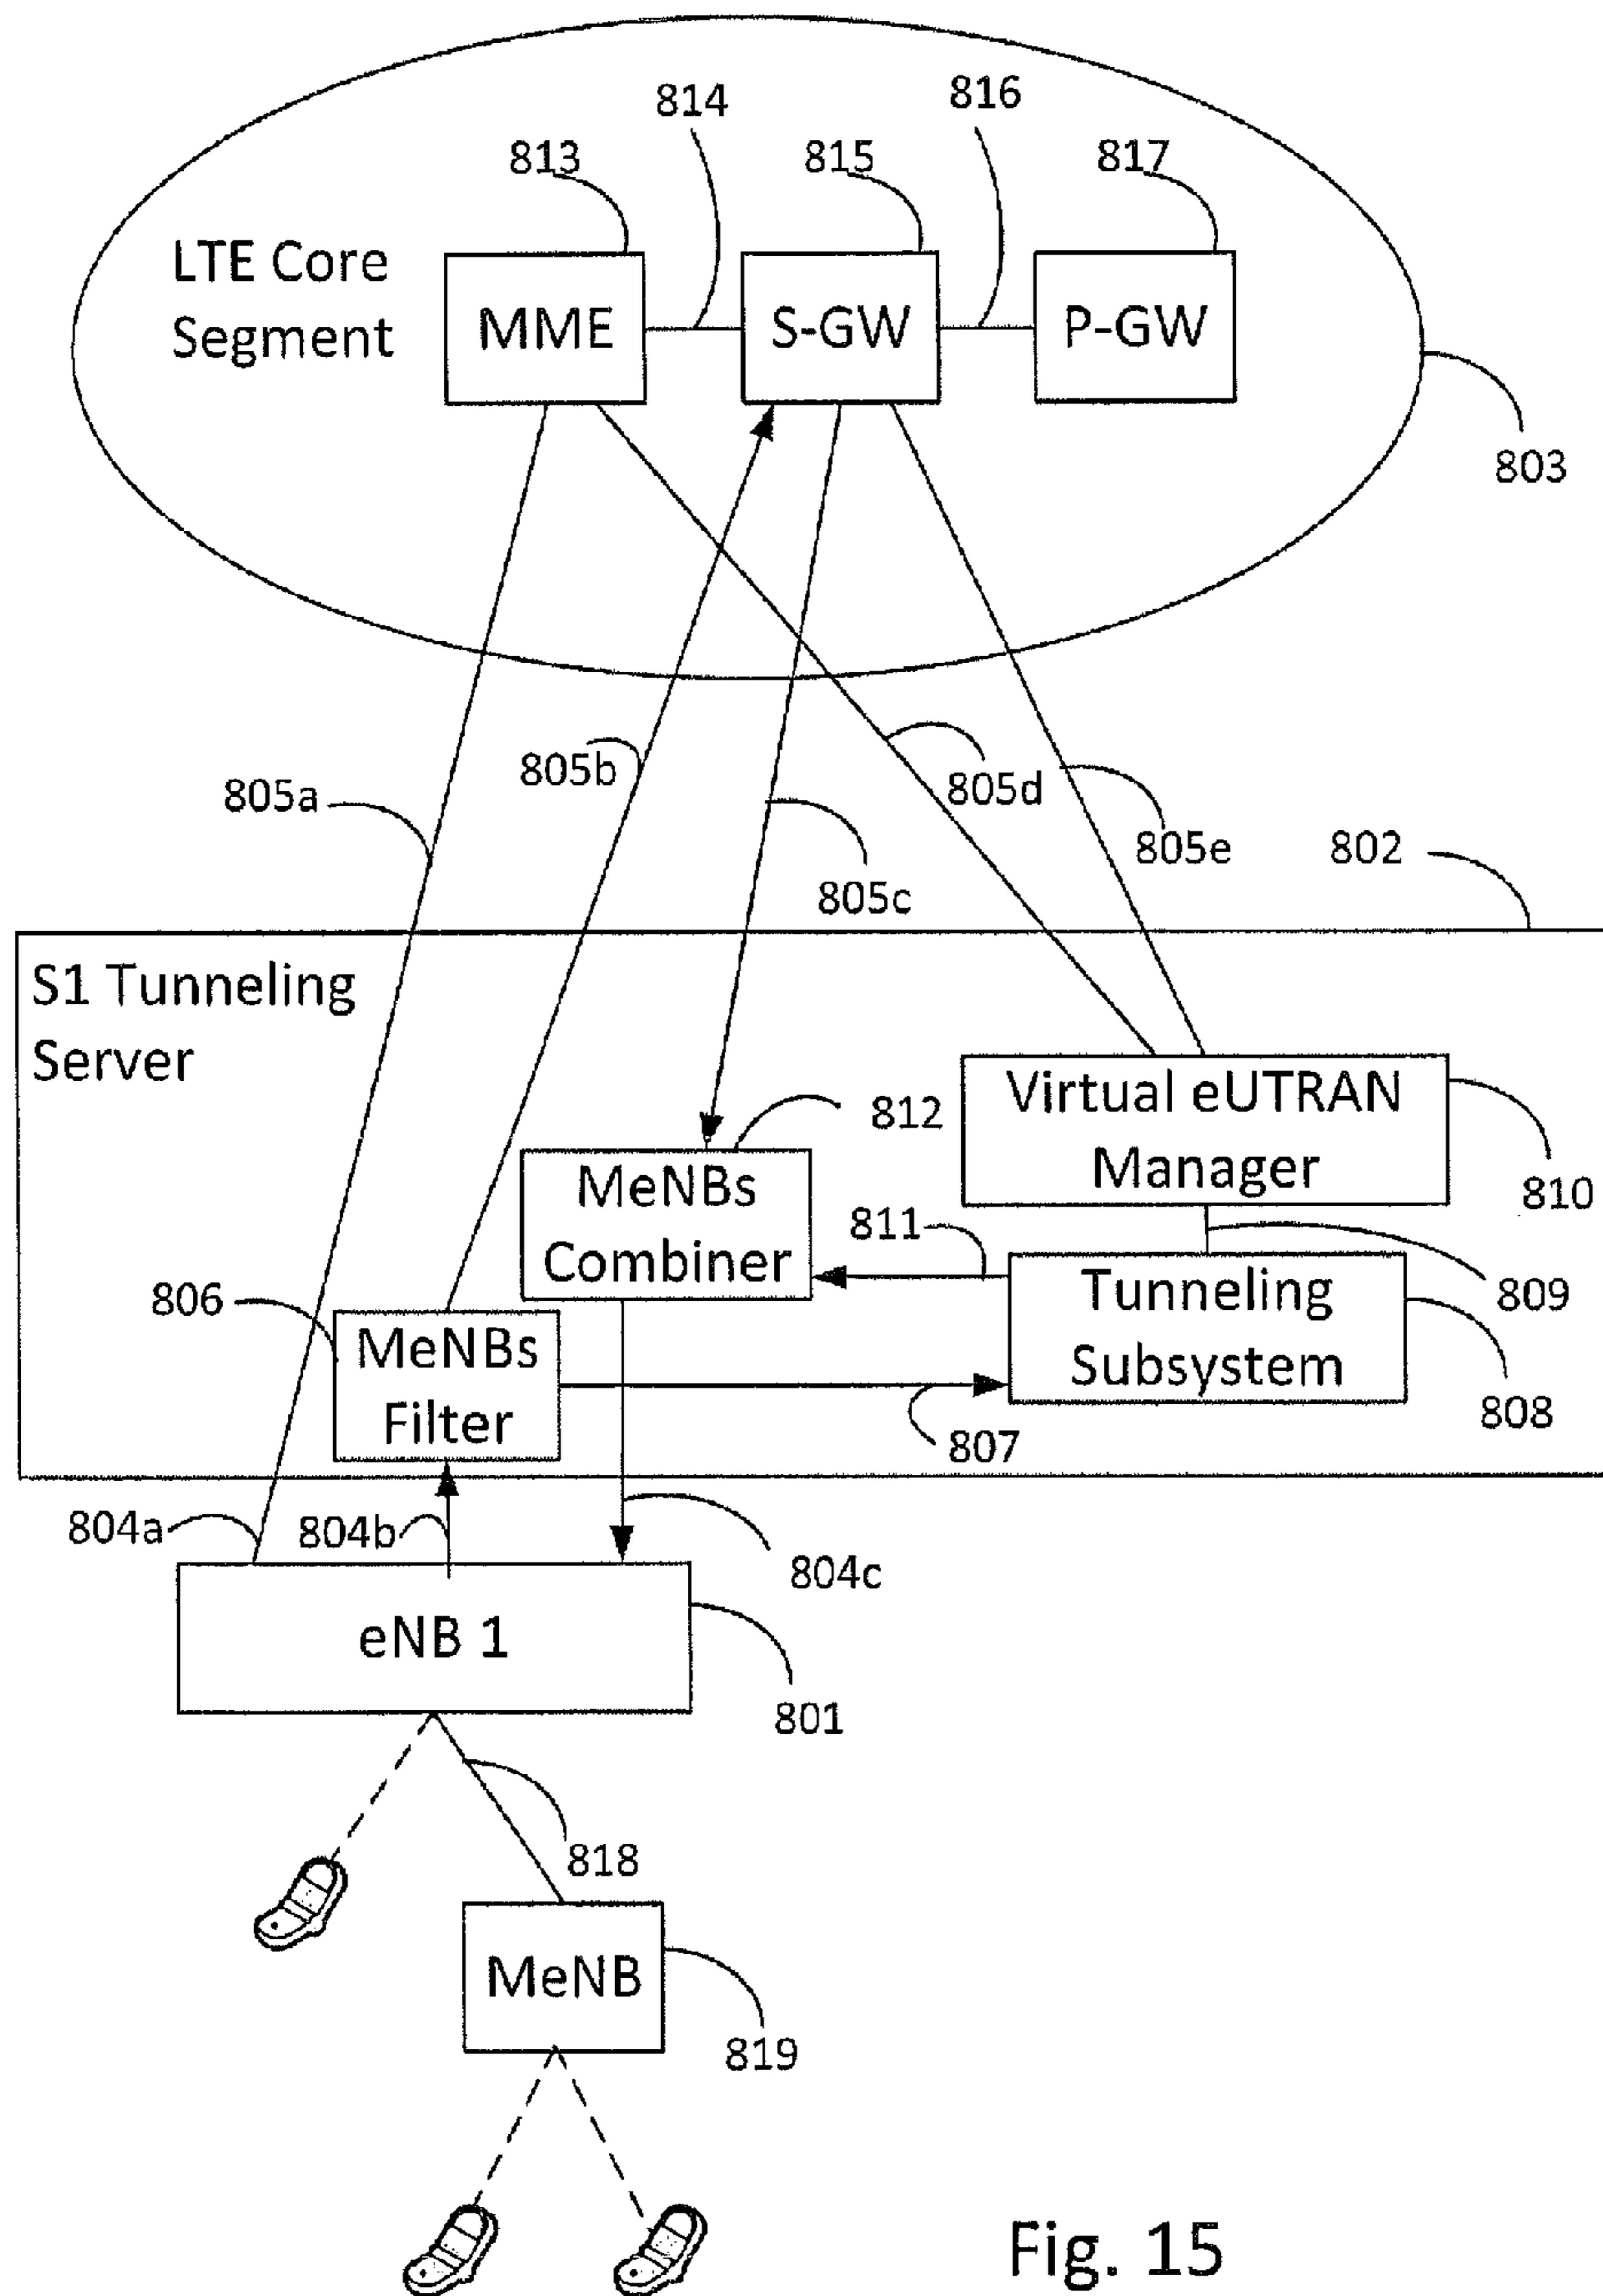 814
816
813
815
817
LTE Core
Segment
MME
S-GW
P-GW
803
805a
805b
805c
805d
805e
802
S1 Tunneling
Server
Virtual eUTRAN
Manager
810
812
MeNBs
Combiner
811
809
806
MeNBs
Filter
Tunneling
Subsystem
808
807
804a
804b
804c
eNB 1
801
818
MeNB
819
Fig. 15